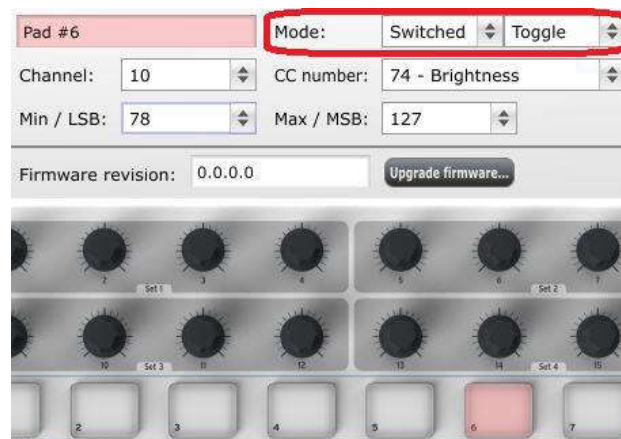 Pad #6 Mode: Switched Toggle
Channel: 10 CC number: 74 - Brightness
Min / LSB: 78 Max / MSB: 127
Firmware revision: 0.0.0.0 Upgrade firmware...
2 3 4 5 6 7
Set 1 Set 2
10 11 12 13 14 15
Set 3 Set 4
2 3 4 5 6 7